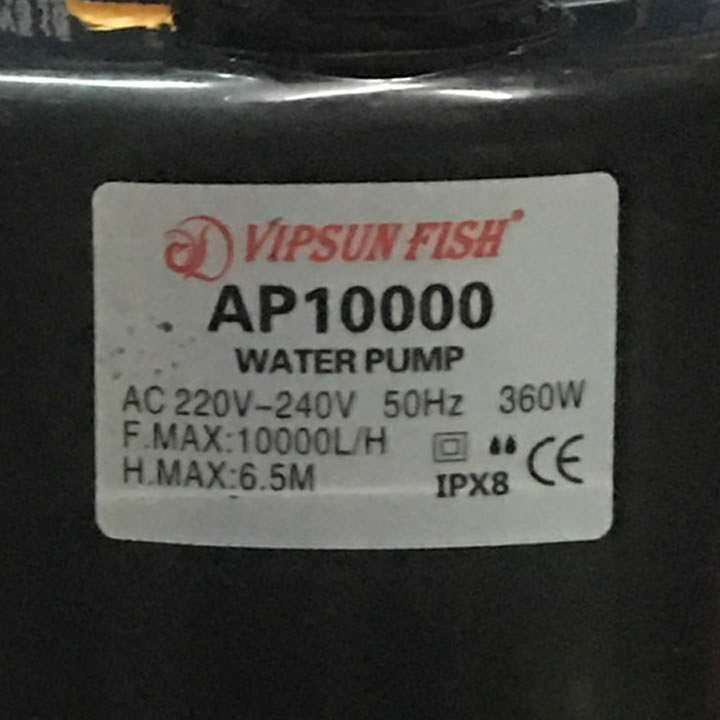 VIPSUN FISH
AP10000
WATER PUMP
AC 220V~240V 50Hz 360W
F.MAX:10000L/H
H.MAX:6.5M
IPX8 CE